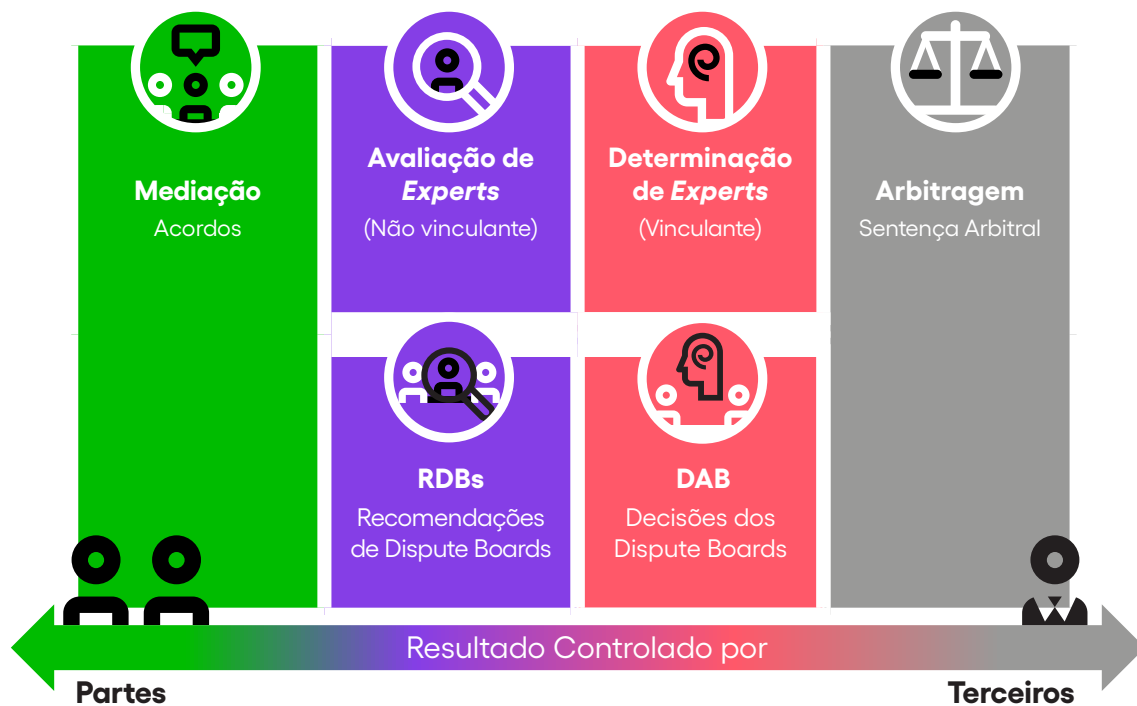 Mediação
Acordos
Avaliação de
Experts
(Não vinculante)
Determinação
de Experts
(Vinculante)
Arbitragem
Sentença Arbitral
RDBs
Recomendações
de Dispute Boards
DAB
Decisões dos
Dispute Boards
Resultado Controlado por
Partes
Terceiros